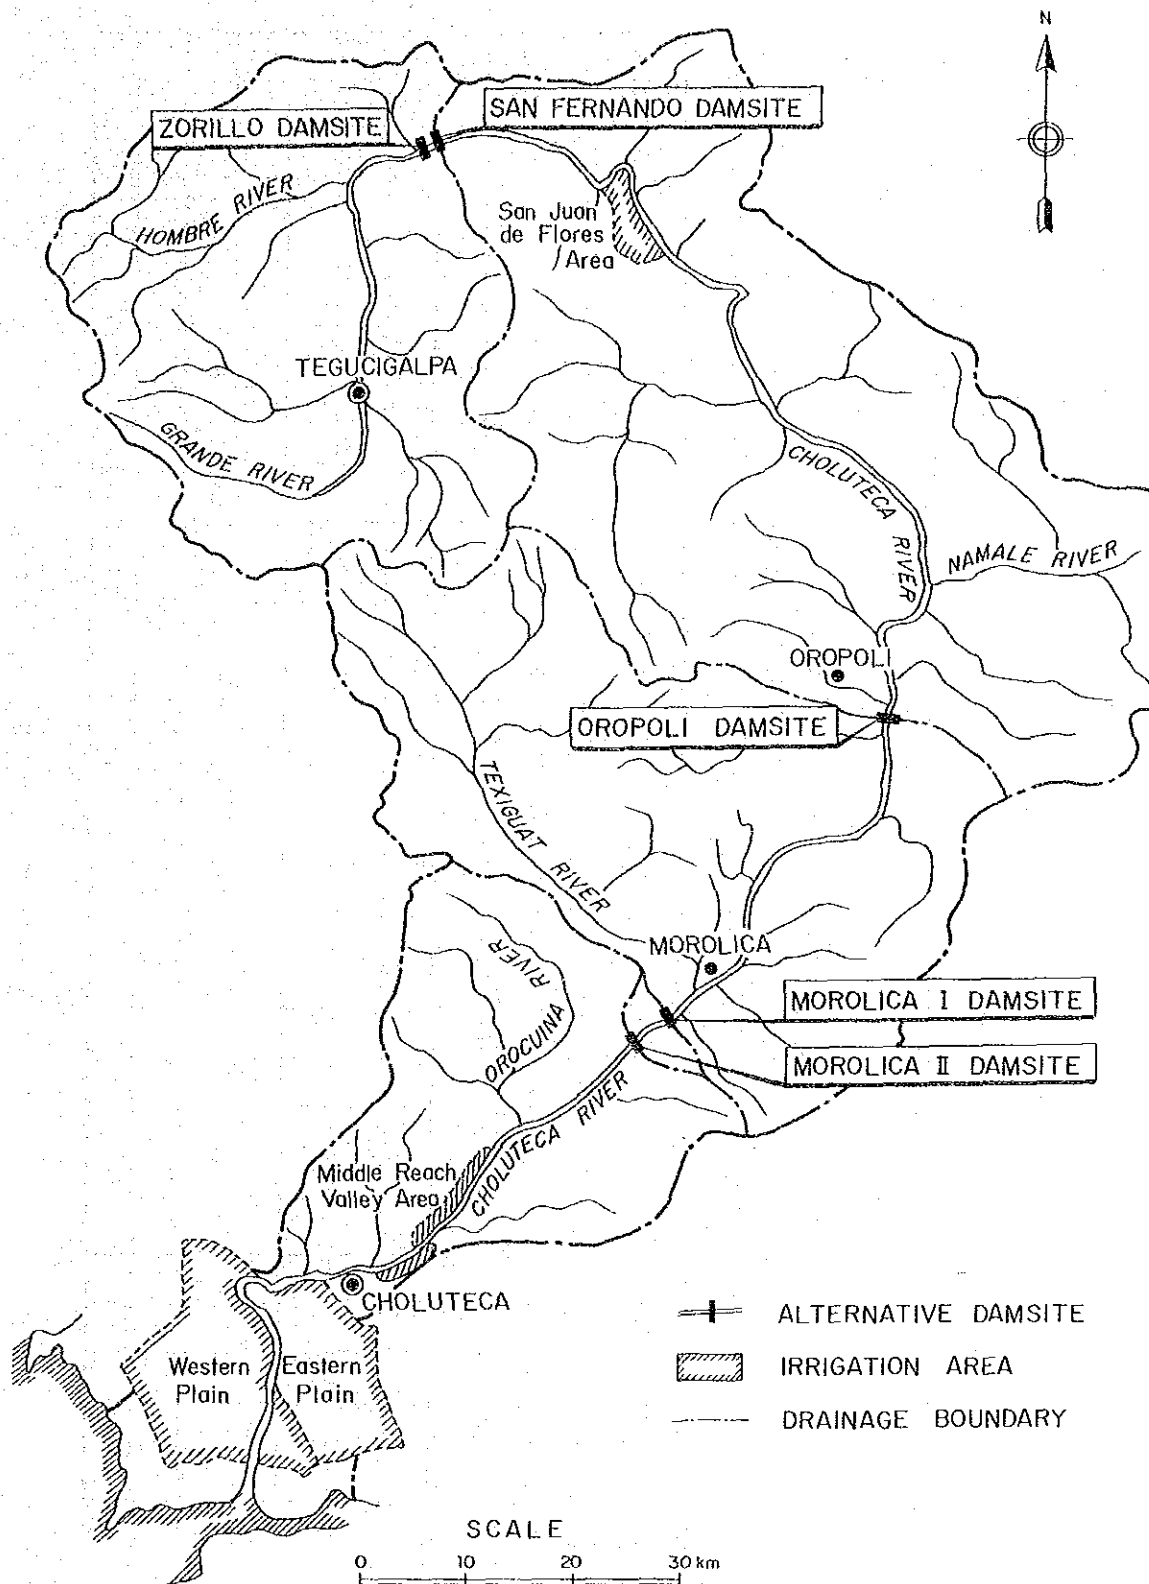 N
SAN FERNANDO DAMSITE
ZORILLO DAMSITE
HOMBRE RIVER
San Juan
de Flores
Area
TEGUCIGALPA
GRANDE RIVER
CHOLUTECA RIVER
NAMALE RIVER
OROPOLI
OROPOLI DAMSITE
TEXIGUAT RIVER
MOROLICA
OROCUINA RIVER
MOROLICA I DAMSITE
MOROLICA II DAMSITE
CHOLUTECA RIVER
Middle Reach
Valley Area
CHOLUTECA
Western
Plain
Eastern
Plain
ALTERNATIVE DAMSITE
IRRIGATION AREA
DRAINAGE BOUNDARY
SCALE
0 10 20 30 km